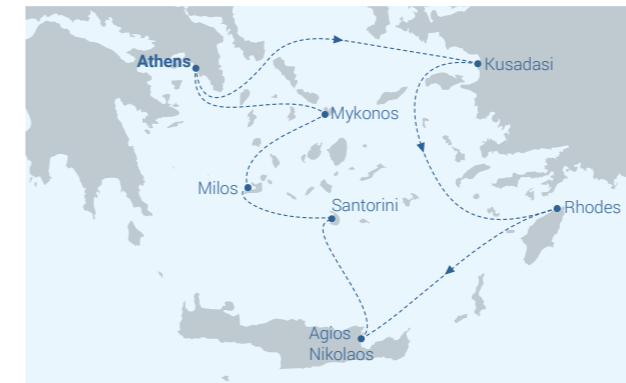 Athens
Kusadasi
Mykonos
Milos
Santorini
Rhodes
Agios
Nikolaos